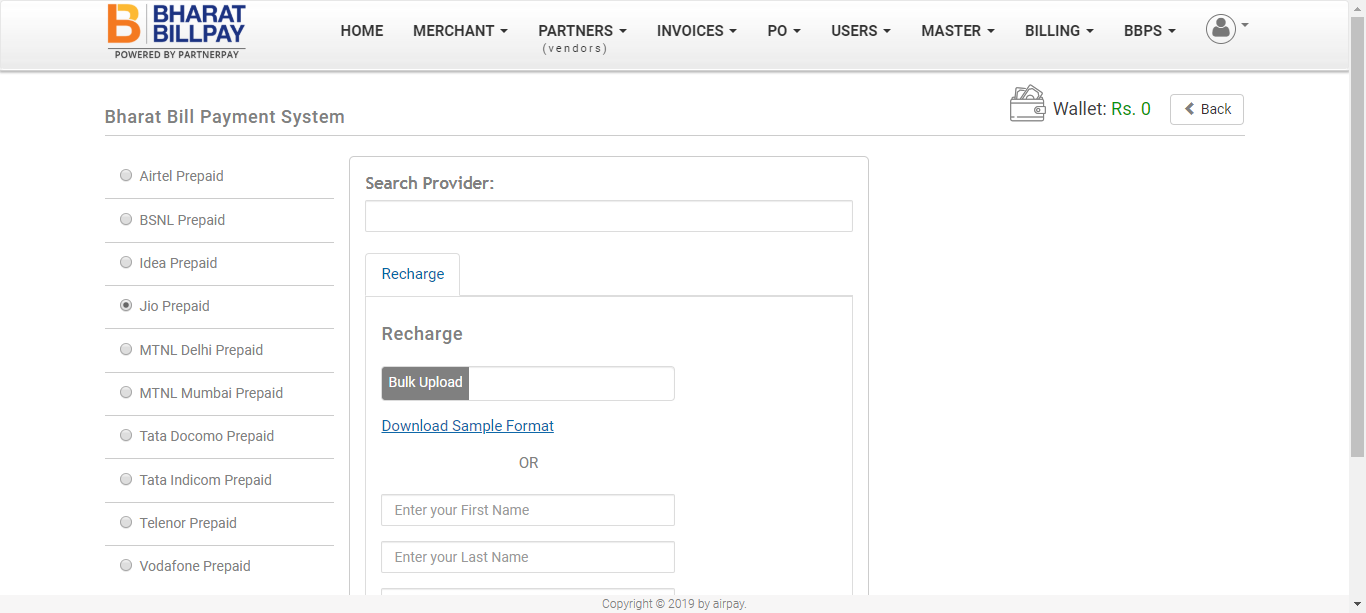 BHARAT
BILLPAY
POWERED BY PARTNERPAY
HOME MERCHANT PARTNERS INVOICES PO USERS MASTER BILLING BBPS
(vendors)
Bharat Bill Payment System
Wallet: Rs. 0
Back
Airtel Prepaid
BSNL Prepaid
Idea Prepaid
Jio Prepaid
MTNL Delhi Prepaid
MTNL Mumbai Prepaid
Tata Docomo Prepaid
Tata Indicom Prepaid
Telenor Prepaid
Vodafone Prepaid
Search Provider:
Recharge
Recharge
Bulk Upload
Download Sample Format
OR
Enter your First Name
Enter your Last Name
Copyright © 2019 by airpay.